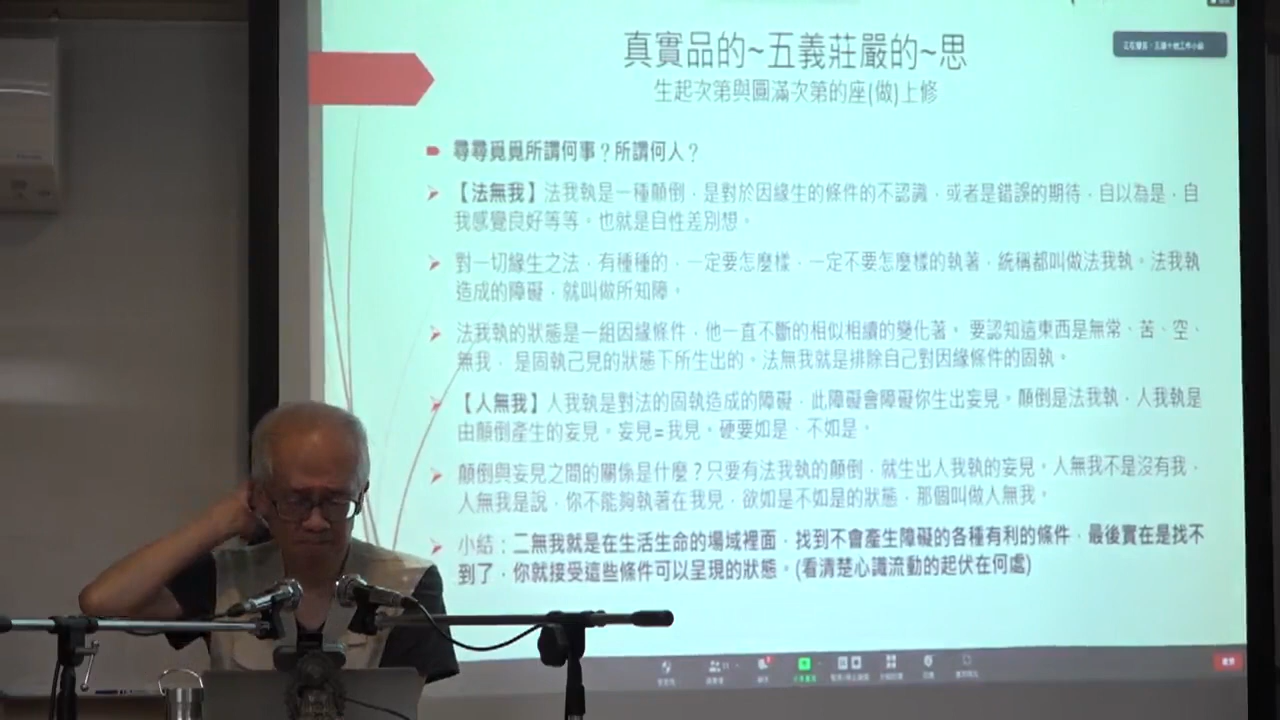 真實品的~五義莊嚴的~思
生起次第與圓滿次第的座(做)上修
尋尋覓覓所謂何事？所謂何人？
【法無我】法我執是一種顛倒，是對於因緣生的條件的不認識，或者是錯誤的期待，自以為是，自
我感覺良好等等。也就是自性差別想。
對一切緣生之法，有種種的，一定要怎麼樣，一定不要怎麼樣的執著，統稱都叫做法我執。法我執
造成的障礙，就叫做所知障。
法我執的狀態是一組因緣條件，他一直不斷的相似相續的變化著。 要認知這東西是無常、苦、空、
無我，是固執己見的狀態下所生出的。法無我就是排除自己對因緣條件的固執。
【人無我】人我執是對法的固執造成的障礙，此障礙會障礙你生出妄見。顛倒是法我執，人我執是
由顛倒產生的妄見。妄見=我見。硬要如是、不如是。
顛倒與妄見之間的關係是什麼？只要有法我執的顛倒，就生出人我執的妄見。人無我不是沒有我，
人無我是說，你不能夠執著在我見，欲如是不如是的狀態，那個叫做人無我。
小結：二無我就是在生活生命的場域裡面，找到不會產生障礙的各種有利的條件，最後實在是找不
到了，你就接受這些條件可以呈現的狀態。(看清楚心識流動的起伏在何處)